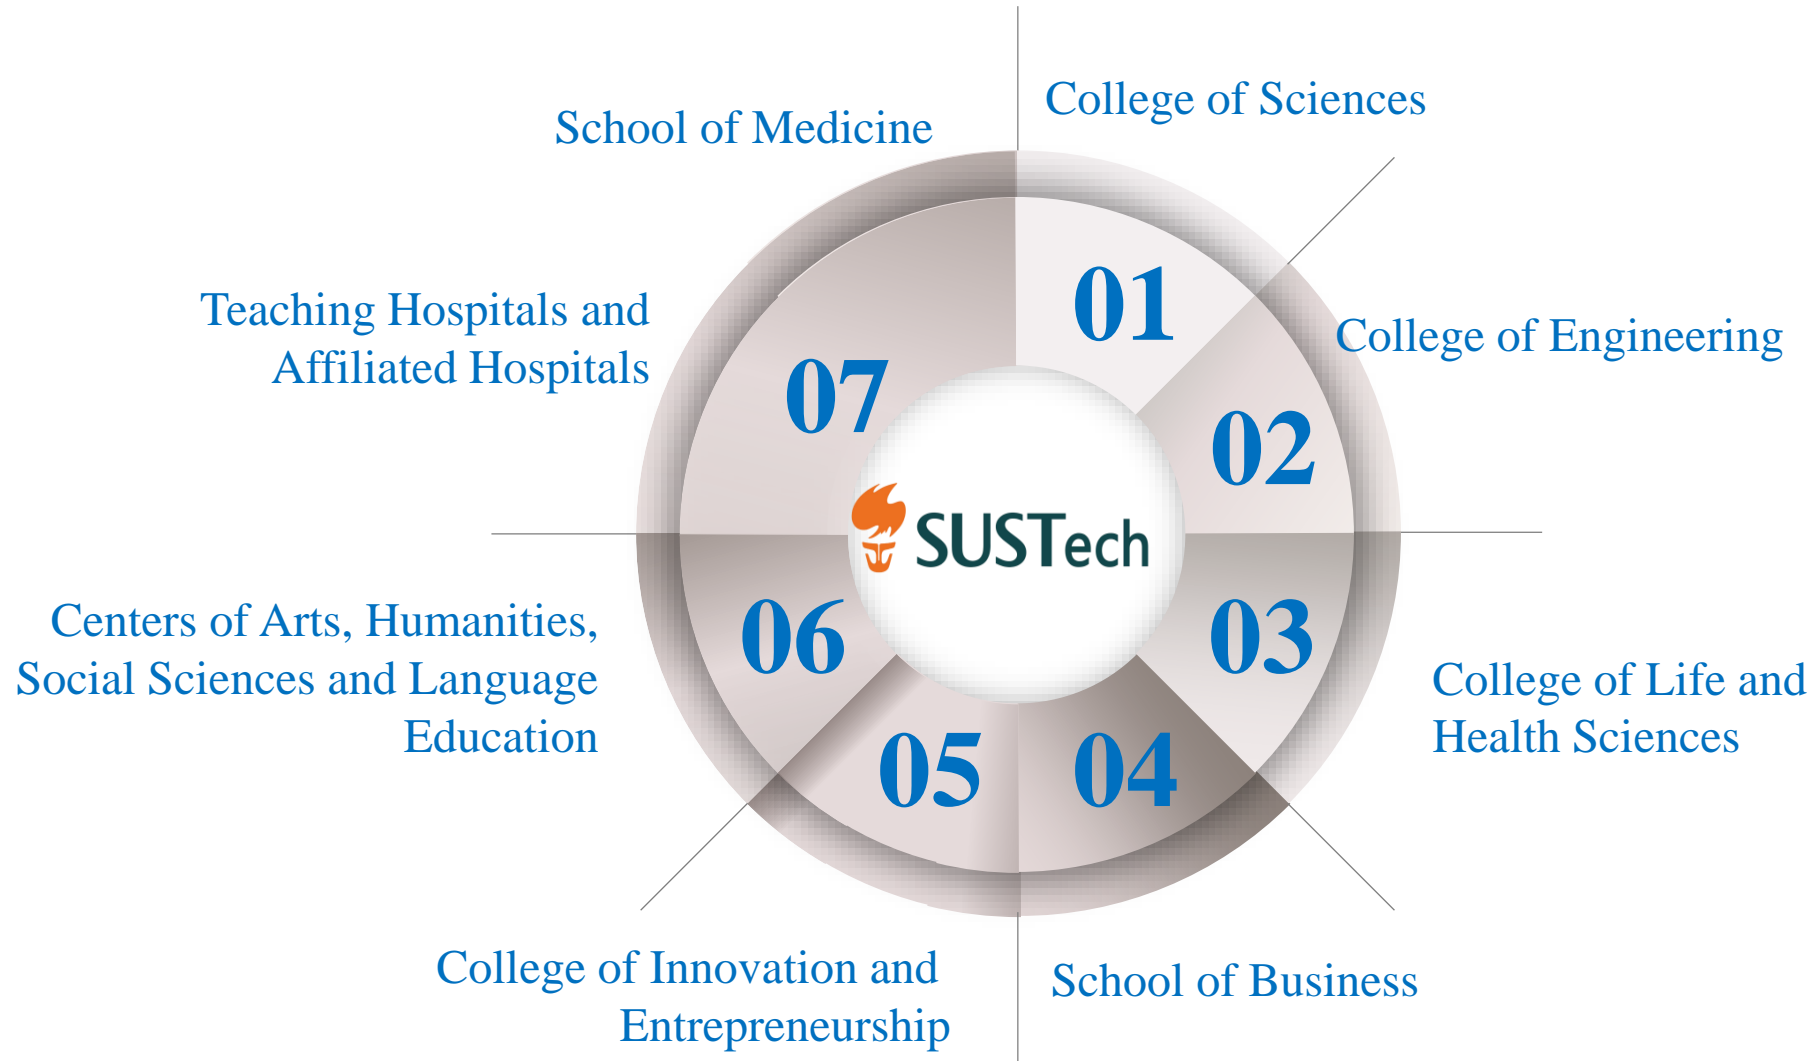 School of Medicine
College of Sciences
01
College of Engineering
02
Teaching Hospitals and
Affiliated Hospitals
07
SUSTech
03
College of Life and
Health Sciences
06
Centers of Arts, Humanities,
Social Sciences and Language
Education
05
04
College of Innovation and
Entrepreneurship
School of Business